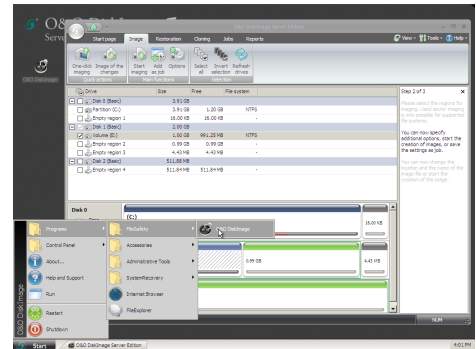 O&O DiskImage
Serve
O&O DiskImage Server Edition
Start page Image Restoration Cloning Jobs Reports
View Tools Help
One-click imaging
Image of the changes
Start imaging
Add as job
Options
Select all
Invert selection
Refresh drives
Quick actions
Main functions
Selection
Drive Size Free File system
Disk 0 (Basic) 3.91 GB
Partition (C:) 3.91 GB 1.20 GB NTFS
Empty region 1 16.00 KB 16.00 KB -
Disk 1 (Basic) 2.00 GB
Volume (E:) 1.00 GB 991.25 MB NTFS
Empty region 2 0.99 GB 0.99 GB -
Empty region 3 4.43 MB 4.43 MB -
Disk 2 (Basic) 511.88 MB
Empty region 4 511.84 MB 511.84 MB -
Step 2 of 3
Please select the regions for imaging. Used sector imaging is only possible for supported file systems.
You can now specify additional options, start the creation of images, or save the settings as job.
You can now change the location and the name of the image file or start the creation of the image.
Disk 0
(C:)
16.00 KB
0.99 GB
4.43 MB
NUM
Programs
Control Panel
About...
Help and Support
Run
Restart
Shutdown
O&O DiskImage
FileSafety
Accessories
Administrative Tools
SystemRecovery
Internet Browser
FileExplorer
O&O DiskImage
Start
O&O DiskImage Server Edition
4:01 PM